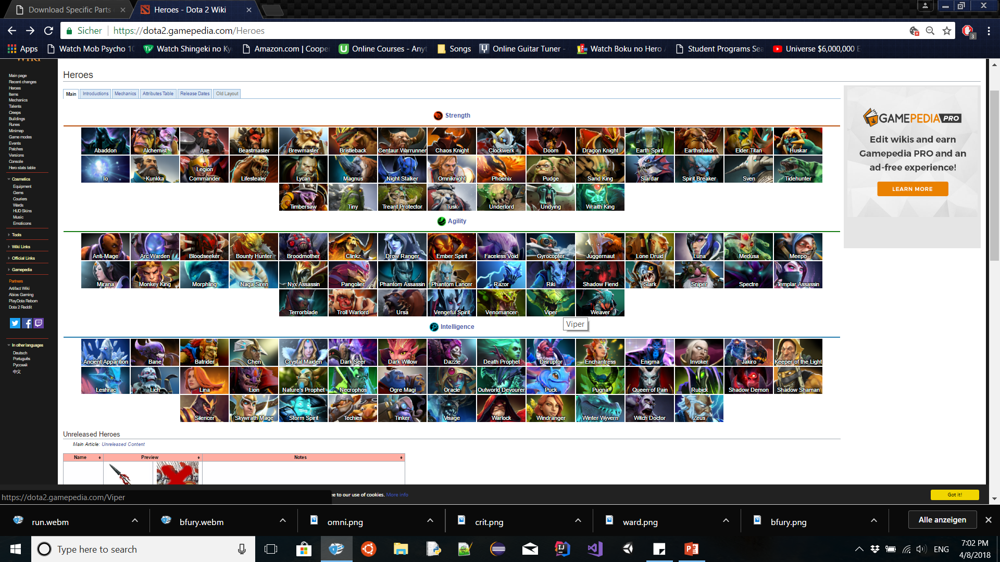 Download Specific Parts
Heroes - Dota 2 Wiki
Sicher
https://dota2.gamepedia.com/Heroes
3
Apps
Watch Mob Psycho 10
Watch Shingeki no Ky
Amazon.com | Coope
Online Courses - Anyt
Songs
Online Guitar Tuner -
Watch Boku no Hero A
Student Programs Sea
Universe $6,000,000 E
WIKI
Main page
Recent changes
Heroes
Items
Mechanics
Talents
Creeps
Buildings
Runes
Minimap
Game modes
Events
Patches
Versions
Console
Hero stats table
Cosmetics
Equipment
Gems
Couriers
Wards
HUD Skins
Music
Emoticons
Tools
Wiki Links
Official Links
Gamepedia
Partners
Artifact Wiki
Abios Gaming
PlayDota Reborn
Dota 2 Reddit
In other languages
Deutsch
Português
Русский
中文
Heroes
Main Introductions Mechanics Attributes Table Release Dates Old Layout
Strength
Abaddon Alchemist Axe Beastmaster Brewmaster Bristleback Centaur Warrunner Chaos Knight Clockwerk Doom Dragon Knight Earth Spirit Earthshaker Elder Titan Huskar
Io Kunkka Legion Commander Lifestealer Lycan Magnus Night Stalker Omniknight Phoenix Pudge Sand King Slardar Spirit Breaker Sven Tidehunter
Timbersaw Tiny Treant Protector Tusk Underlord Undying Wraith King
Agility
Anti-Mage Arc Warden Bloodseeker Bounty Hunter Broodmother Clinkz Drow Ranger Ember Spirit Faceless Void Gyrocopter Juggernaut Lone Druid Luna Medusa Meepo
Mirana Monkey King Morphling Naga Siren Nyx Assassin Pangolier Phantom Assassin Phantom Lancer Razor Riki Shadow Fiend Slark Sniper Spectre Templar Assassin
Terrorblade Troll Warlord Ursa Vengeful Spirit Venomancer Viper Weaver
Viper
Intelligence
Ancient Apparition Bane Batrider Chen Crystal Maiden Dark Seer Dark Willow Dazzle Death Prophet Disruptor Enchantress Enigma Invoker Jakiro Keeper of the Light
Leshrac Lich Lina Lion Nature's Prophet Necrophos Ogre Magi Oracle Outworld Devourer Puck Pugna Queen of Pain Rubick Shadow Demon Shadow Shaman
Silencer Skywrath Mage Storm Spirit Techies Tinker Visage Warlock Windranger Winter Wyvern Witch Doctor Zeus
Unreleased Heroes
Main Article: Unreleased Content
Name Preview Notes
GAMEPEDIA PRO
Edit wikis and earn
Gamepedia PRO and an
ad-free experience!
LEARN MORE
https://dota2.gamepedia.com/Viper
ee to our use of cookies. More info
Got it!
run.webm
bfury.webm
omni.png
crit.png
ward.png
bfury.png
Alle anzeigen
Type here to search
ENG
7:02 PM
4/8/2018